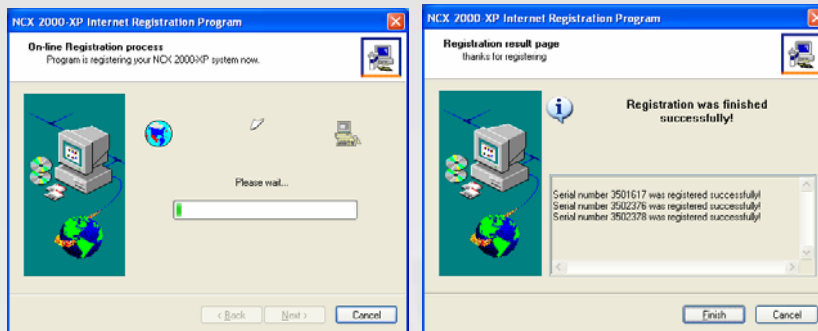 NCX 2000-XP Internet Registration Program
On-line Registration process
Program is registering your NCX 2000-XP system now.
Please wait...
< Back
Next >
Cancel
NCX 2000-XP Internet Registration Program
Registration result page
thanks for registering
Registration was finished
successfully!
Serial number 3501617 was registered successfully!
Serial number 3502376 was registered successfully!
Serial number 3502378 was registered successfully!
Finish
Cancel